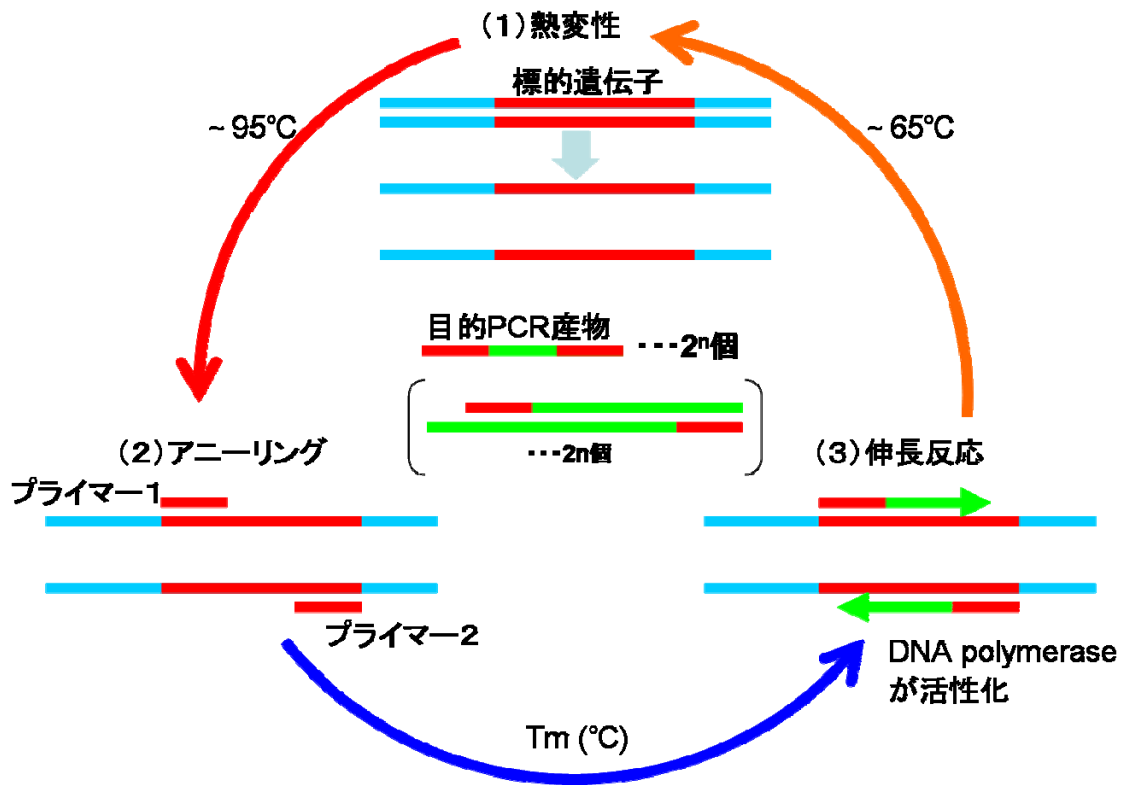 (1)熱変性
標的遺伝子
~95℃
~65℃
目的PCR産物
･･･2ⁿ個
･･･2n個
(2)アニーリング
(3)伸長反応
プライマー1
プライマー2
DNA polymerase
が活性化
Tm (℃)